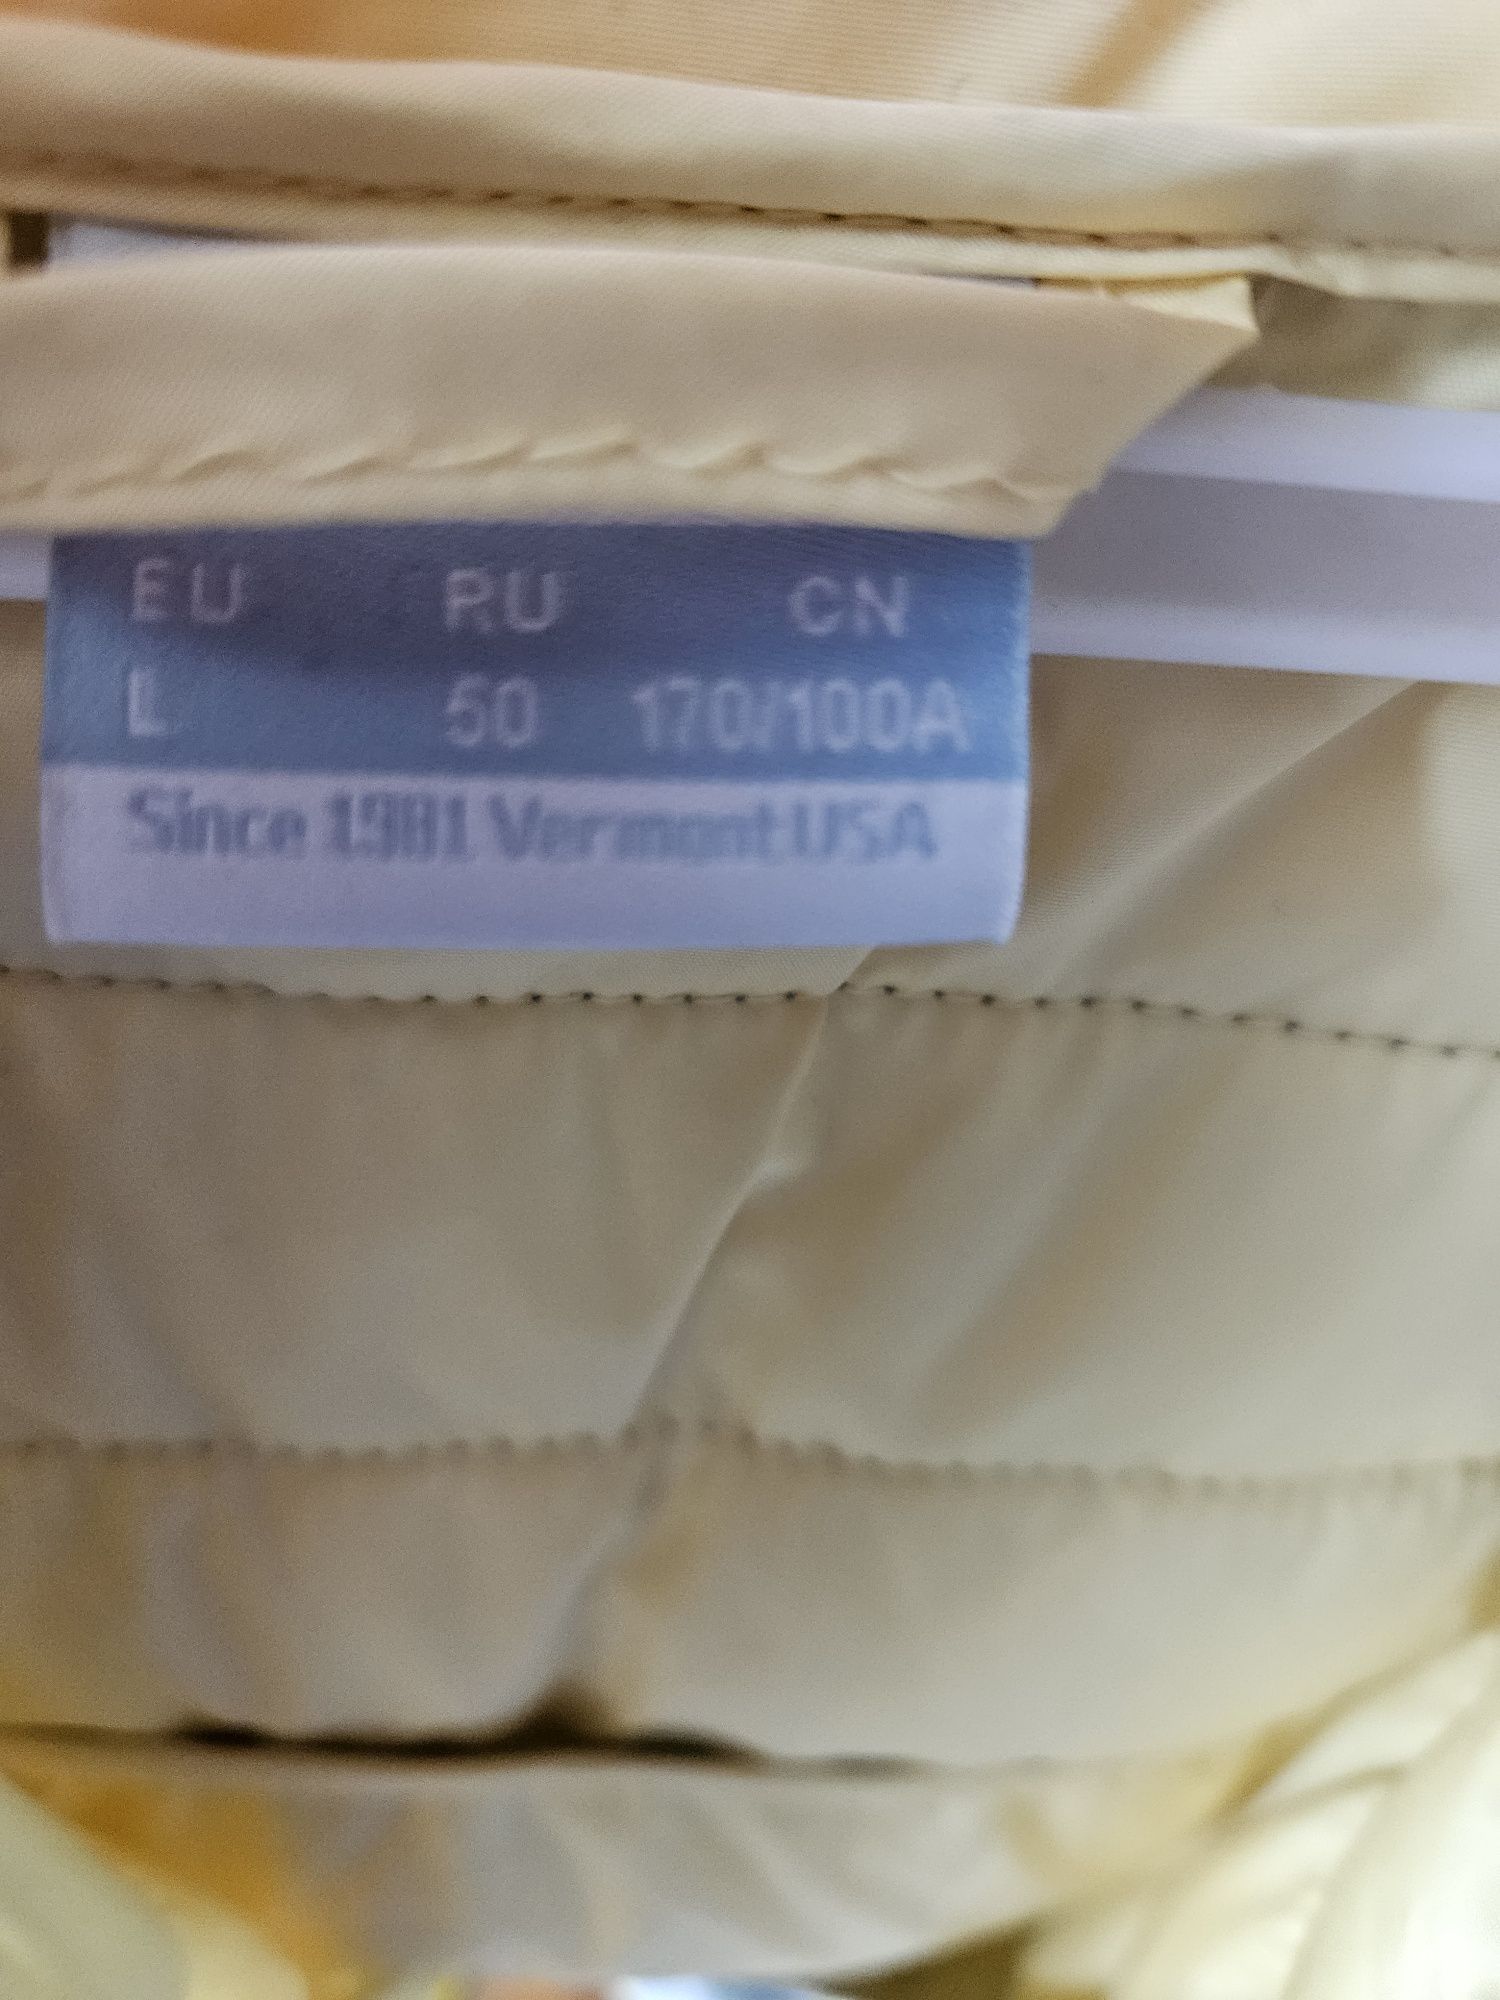 EU RU CN
L 50 170/100A
Since 1981 Vermont USA